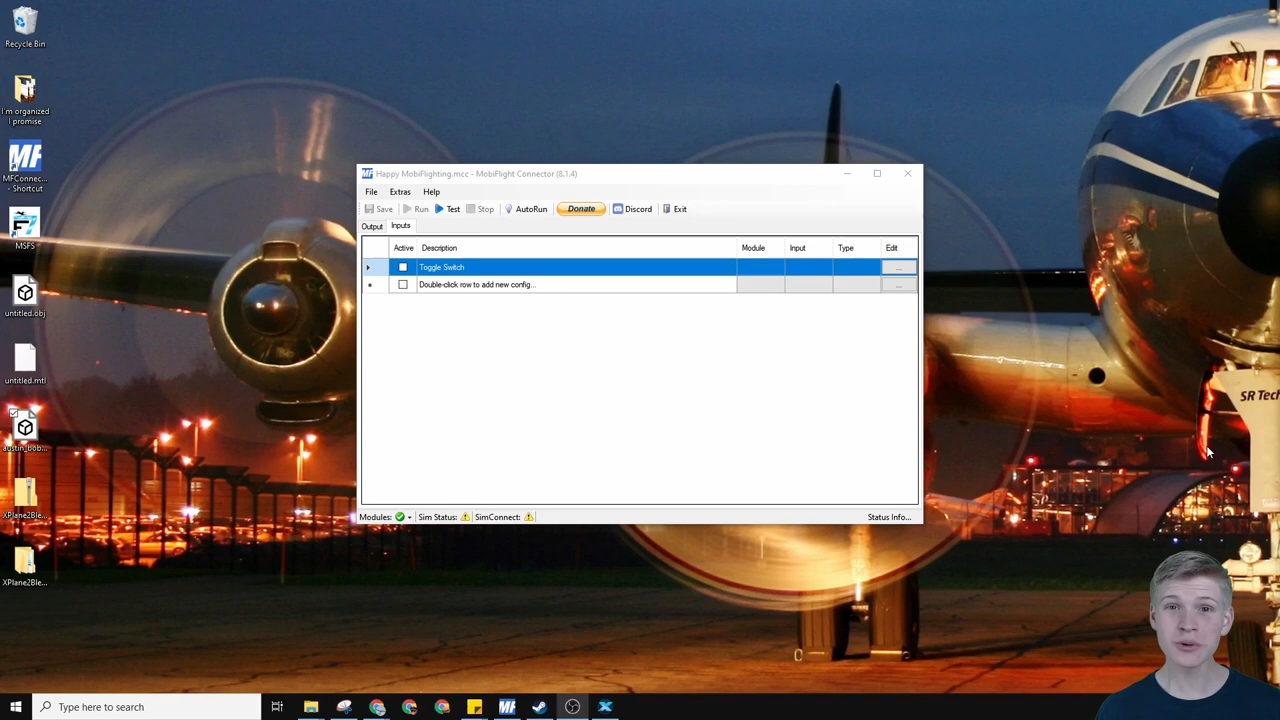 Recycle Bin
I'm organized
I promise
MFConnec...
- Shortcut
MSFS
untitled.obj
untitled.mtl
austin_bob...
XPlane2Ble...
XPlane2Ble...
MF Happy MobiFlighting.mcc - MobiFlight Connector (8.1.4)
File Extras Help
Save Run Test Stop AutoRun Donate Discord Exit
Output Inputs
Active Description Module Input Type Edit
Toggle Switch ...
Double-click row to add new config... ...
Modules: Sim Status: SimConnect: Status Info...
SR Tech
Type here to search
MF